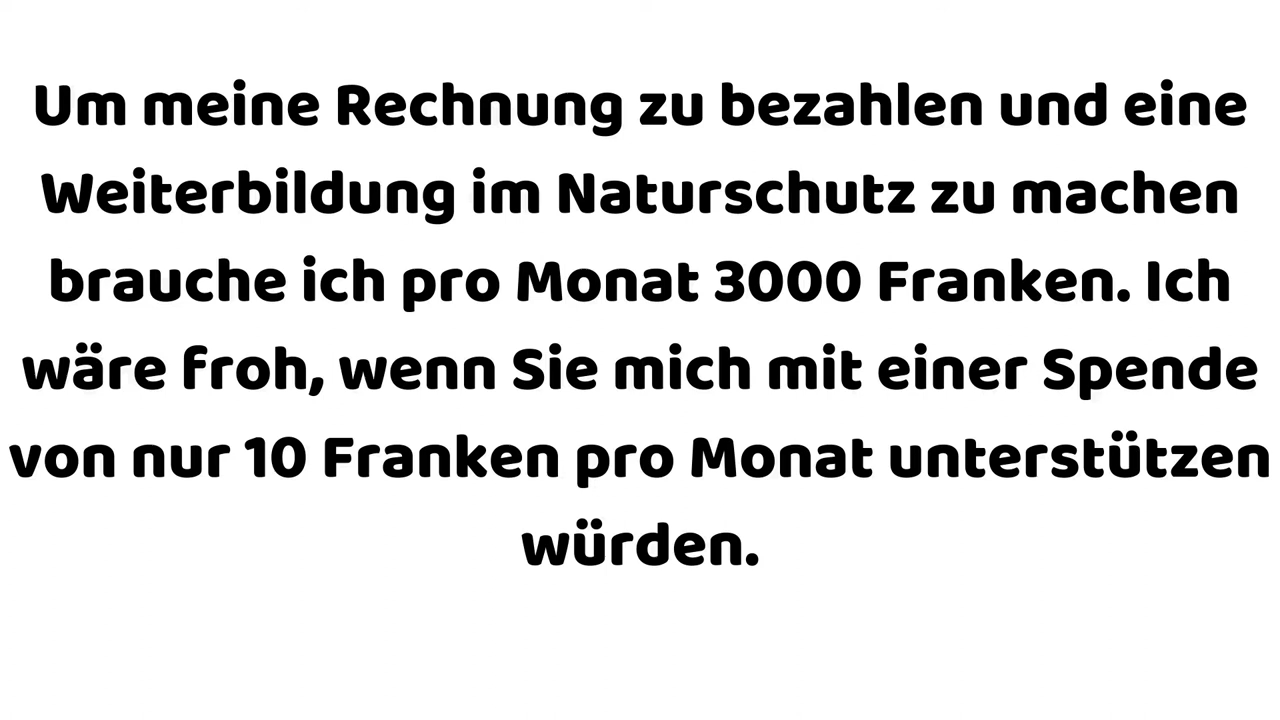 Um meine Rechnung zu bezahlen und eine
Weiterbildung im Naturschutz zu machen
brauche ich pro Monat 3000 Franken. Ich
wäre froh, wenn Sie mich mit einer Spende
von nur 10 Franken pro Monat unterstützen
würden.